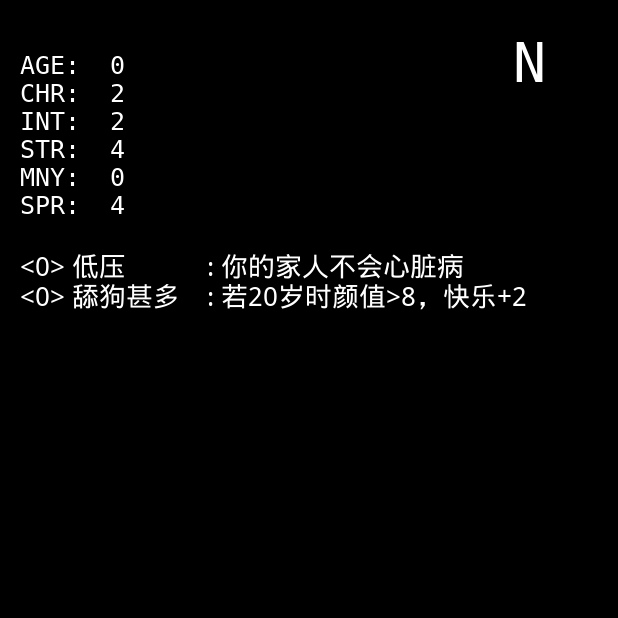 N
AGE: 0
CHR: 2
INT: 2
STR: 4
MNY: 0
SPR: 4
<0> 低压 : 你的家人不会心脏病
<0> 舔狗甚多 : 若20岁时颜值>8，快乐+2